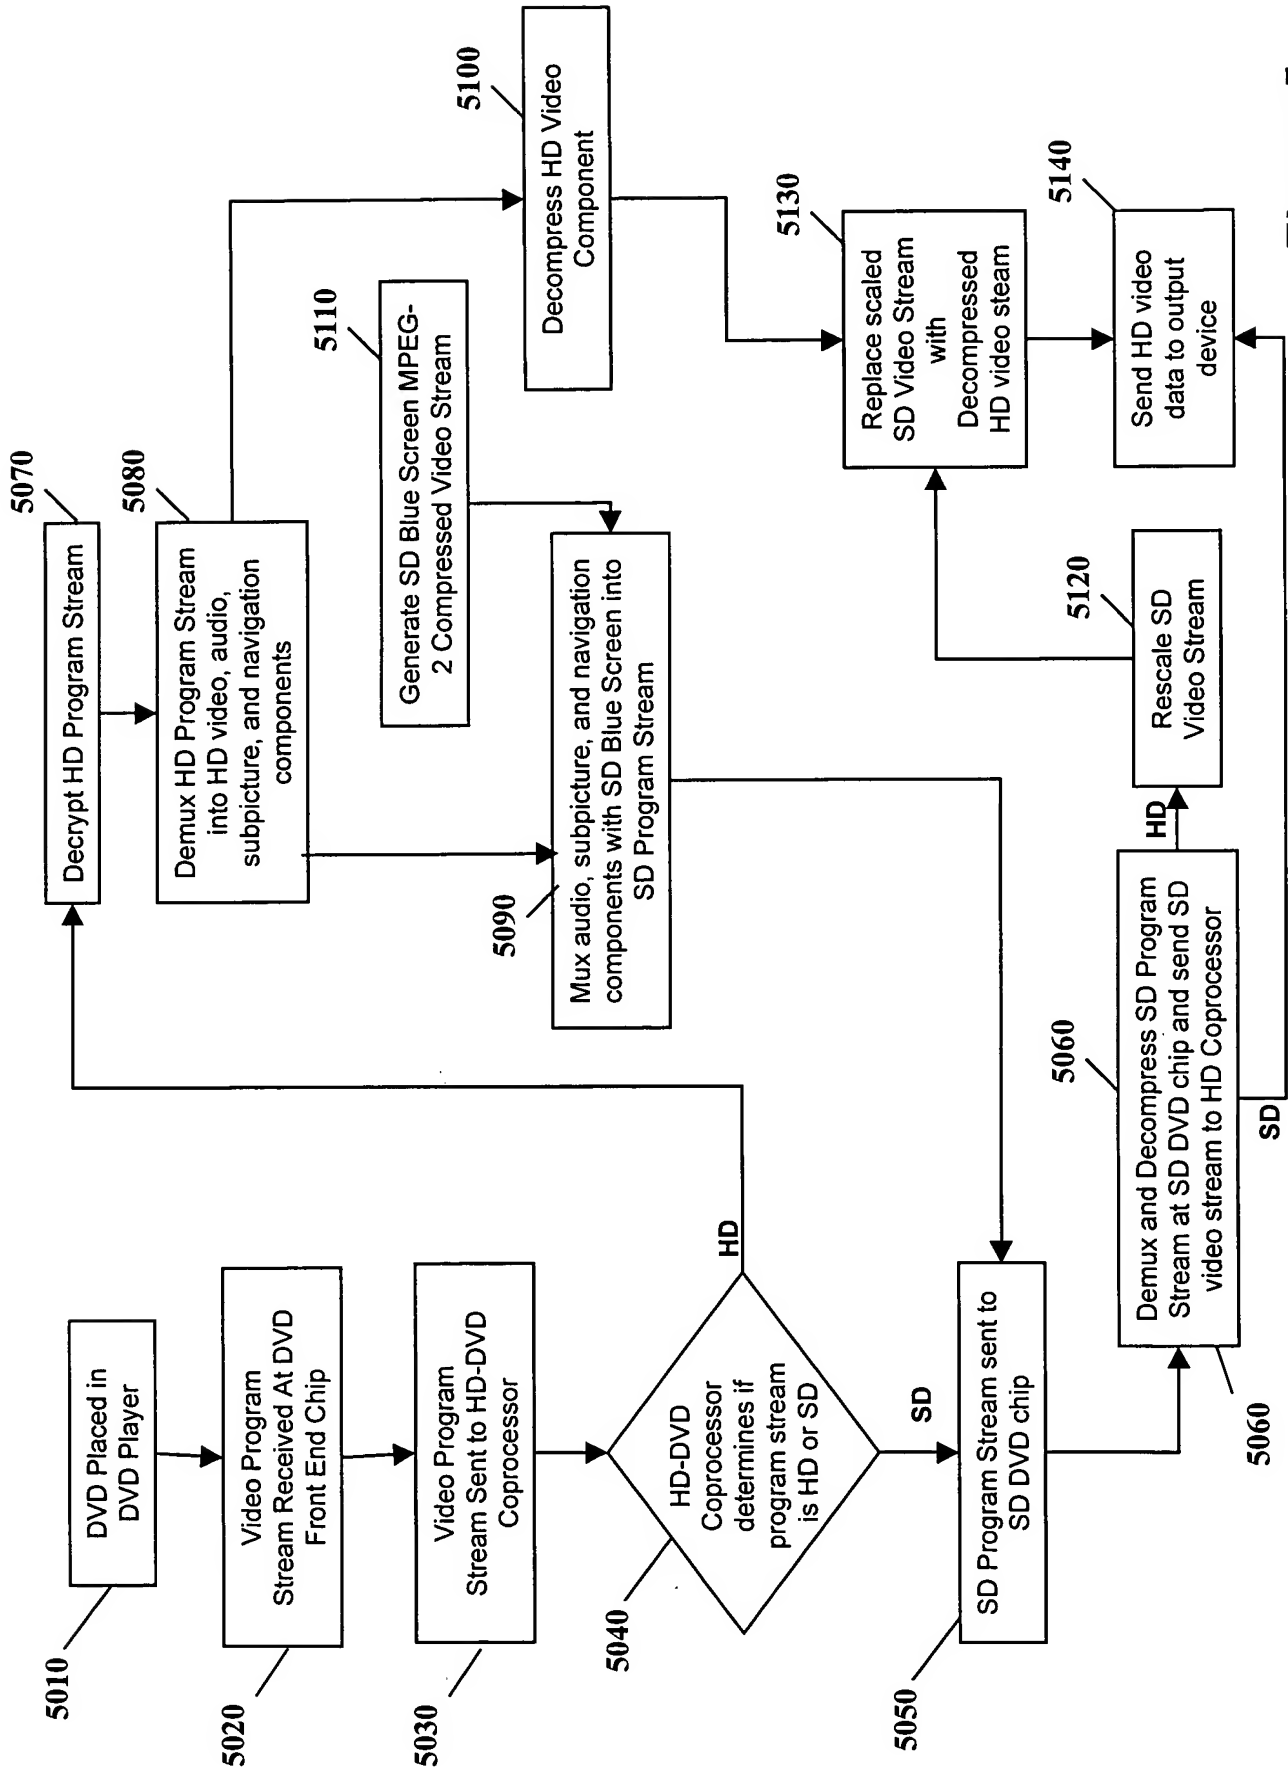 5010
DVD Placed in
DVD Player
5020
Video Program
Stream Received At DVD
Front End Chip
5030
Video Program
Stream Sent to HD-DVD
Coprocessor
5040
HD-DVD
Coprocessor
determines if
program stream
is HD or SD
HD
SD
5050
SD Program Stream sent to
SD DVD chip
5060
5060
Demux and Decompress SD Program
Stream at SD DVD chip and send SD
video stream to HD Coprocessor
HD
SD
5070
Decrypt HD Program Stream
5080
Demux HD Program Stream
into HD video, audio,
subpicture, and navigation
components
5110
Generate SD Blue Screen MPEG-
2 Compressed Video Stream
5090
Mux audio, subpicture, and navigation
components with SD Blue Screen into
SD Program Stream
5100
Decompress HD Video
Component
5120
Rescale SD
Video Stream
5130
Replace scaled
SD Video Stream
with
Decompressed
HD video steam
5140
Send HD video
data to output
device